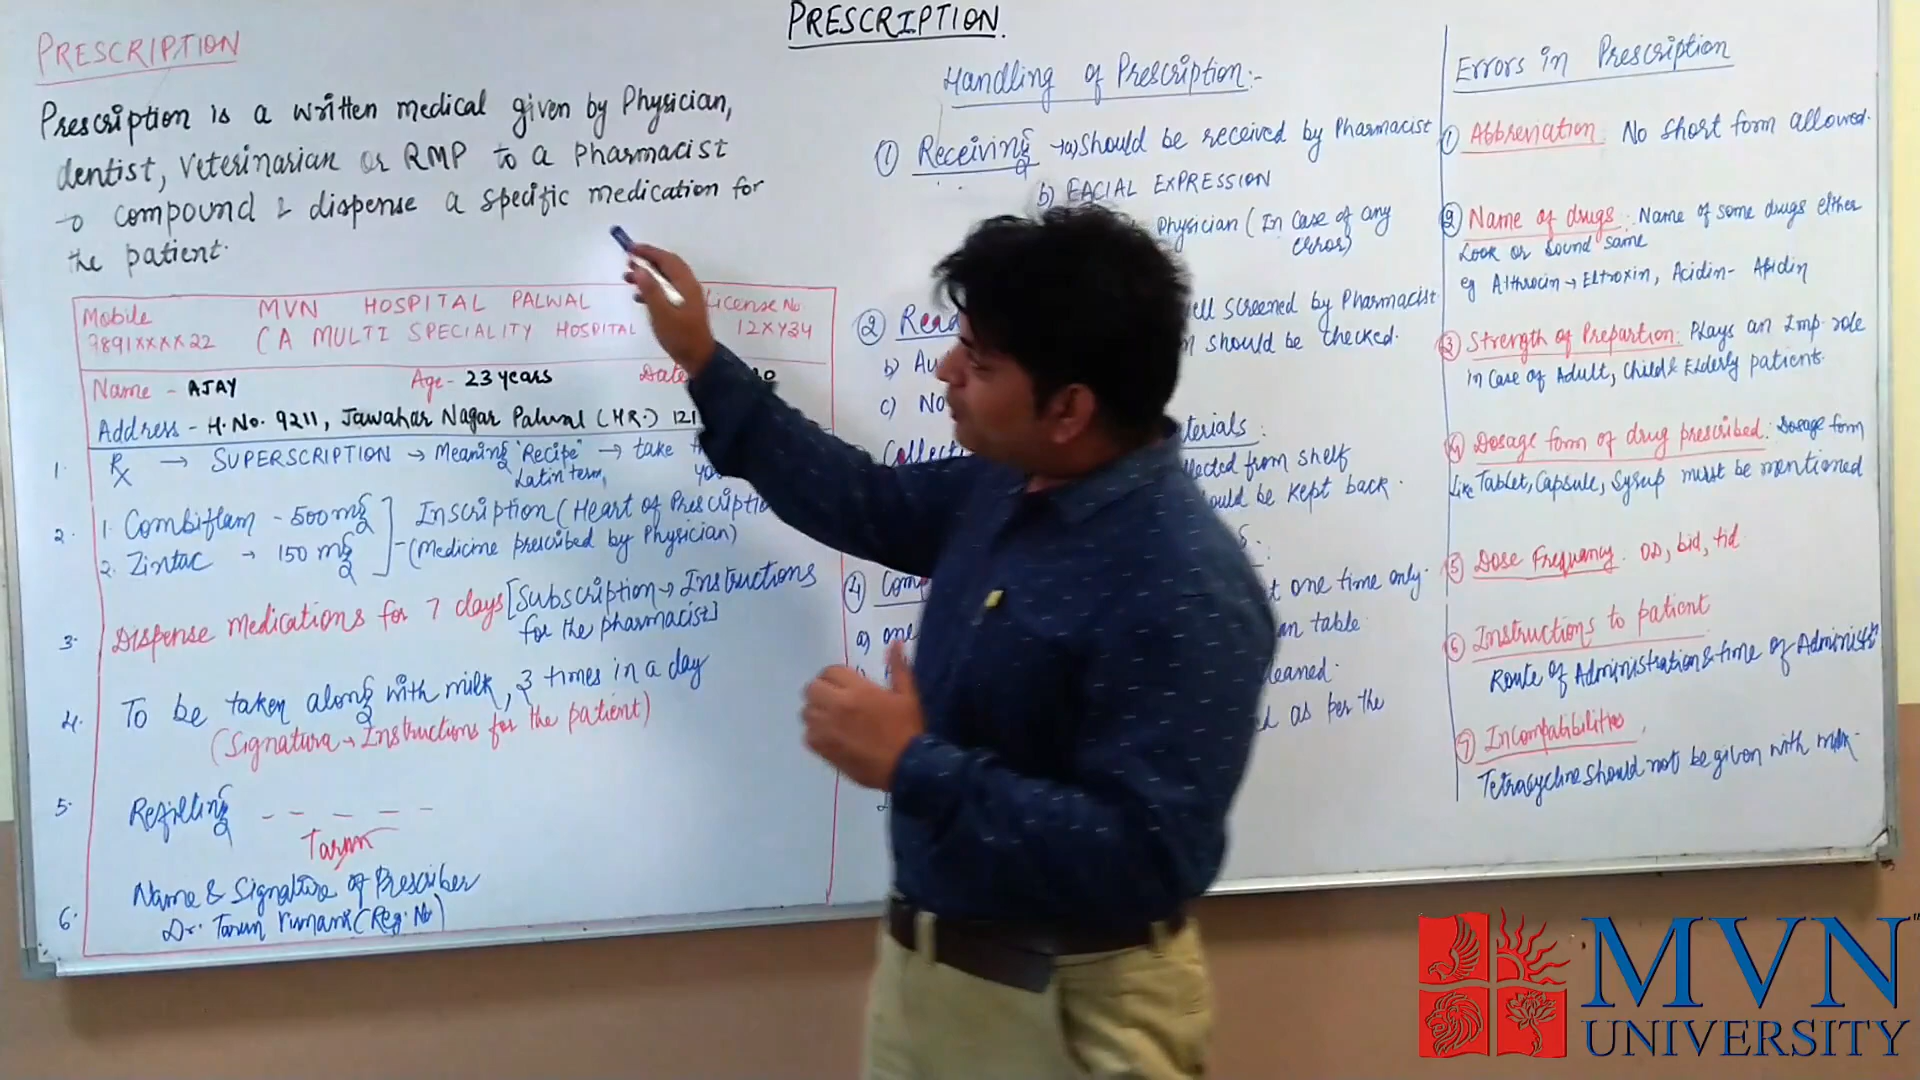 PRESCRIPTION.
PRESCRIPTION
Prescription is a written medical given by Physician,
dentist, Veterinarian or RMP to a Pharmacist
to compound & dispense a specific medication for
the patient.
Mobile
7891XXXX22
MVN HOSPITAL PALWAL
(A MULTI SPECIALITY HOSPITAL
License No.
12XY34
Name - AJAY Age - 23 years Date
Address - H.No. 9211, Jawahar Nagar Palwal (HR.) 121
1. Rx → SUPERSCRIPTION → Meaning "Recipe" → take
Latin term,
2. 1. Combiflam - 500mg] Inscription (Heart of Prescription
2. Zintac → 150 mg] - (Medicine prescribed by Physician)
3. Dispense medications for 7 days [Subscription → Instructions
for the pharmacist]
4. To be taken along with milk, 3 times in a day
(Signatura → Instructions for the patient)
5. Refilling _ _ _ _ _
Tarun
6. Name & Signature of Prescriber
Dr. Tarun (Reg. No)
Handling of Prescription:-
① Receiving → a) Should be received by Pharmacist
b) FACIAL EXPRESSION
Physician (In case of any
error)
② Read ell screened by Pharmacist
should be checked.
b) Au
c) No
Collecti terials:
llected from shelf
ould be kept back.
④ Com t one time only.
a) one an table
leaned.
d as per the
Errors in Prescription
① Abbreviation: No short form allowed.
② Name of drugs: Name of some drugs either
Look or Sound same
eg Althrocin → Eltroxin, Acidin - Apidin
③ Strength of Prepartion: Plays an Imp. role
in case of Adult, Child & Elderly patients.
④ Dosage form of drug prescribed: Dosage form
like Tablet, Capsule, Syrup must be mentioned
⑤ Dose Frequency: OD, bid, tid
⑥ Instructions to patient
Route of Administration & time of Administr
⑦ Incompatibilities
Tetracycline should not be given with milk.
MVN
UNIVERSITY